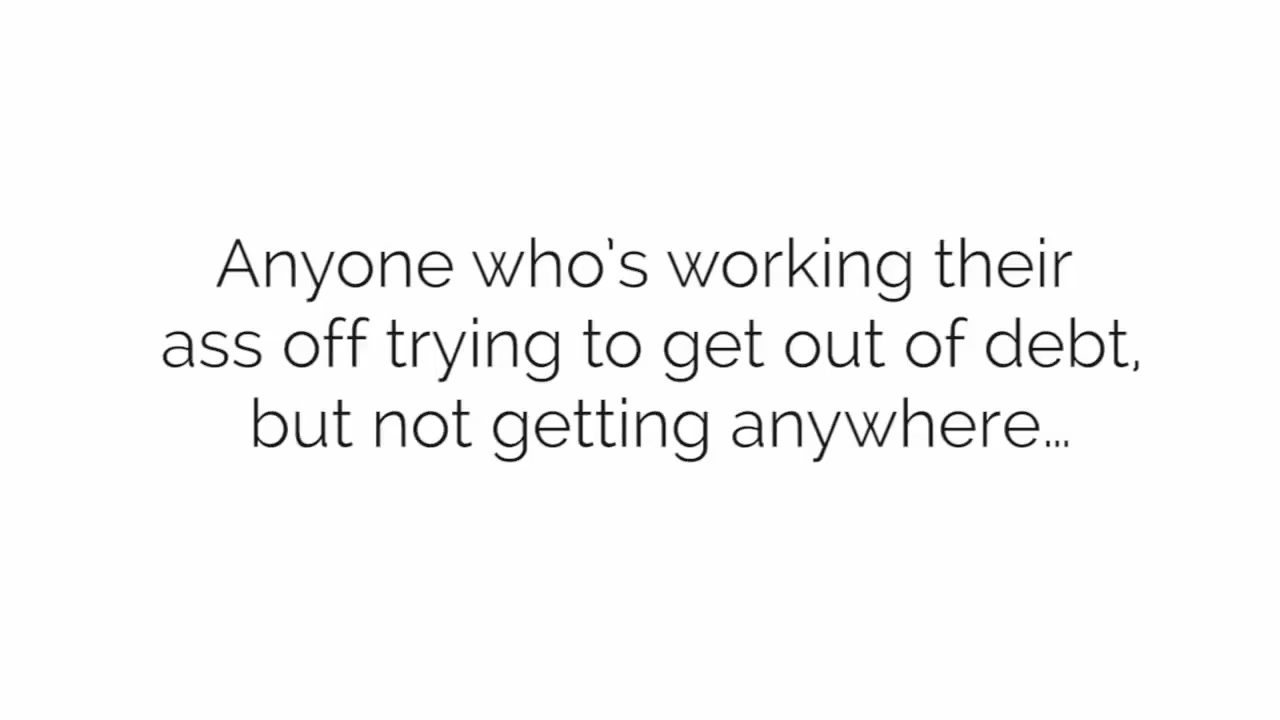 Anyone who's working their
ass off trying to get out of debt,
but not getting anywhere...